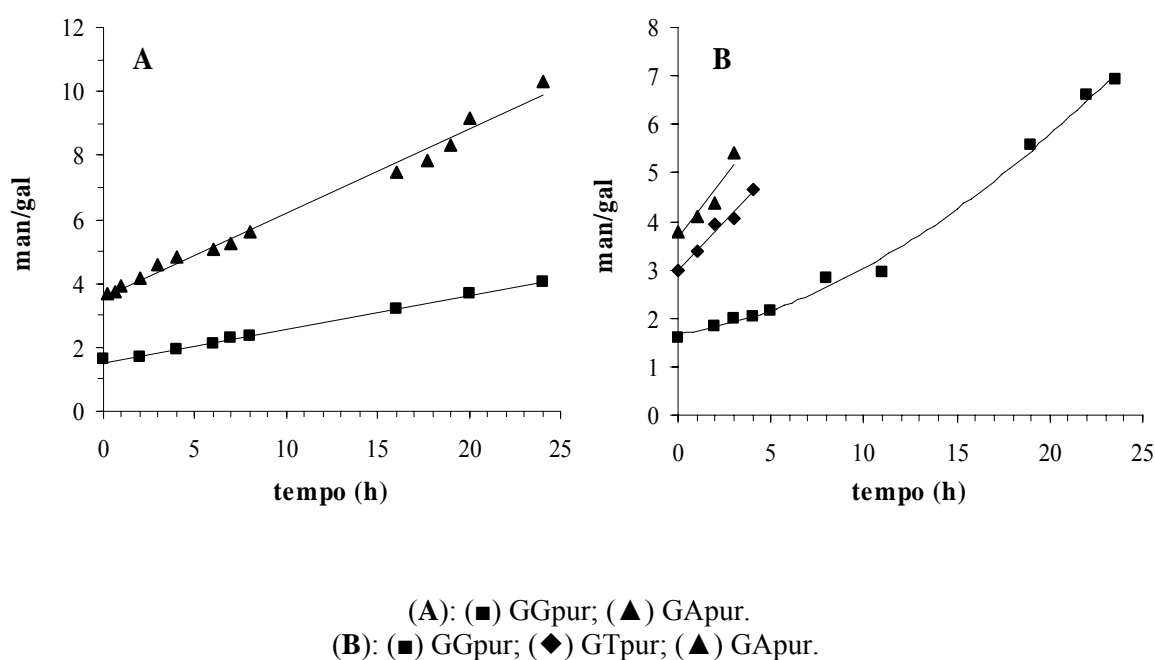 A
12
10
8
6
4
2
0
man/gal
0 5 10 15 20 25
tempo (h)
B
8
7
6
5
4
3
2
1
0
man/gal
0 5 10 15 20 25
tempo (h)
(A): (■) GGpur; (▲) GApur.
(B): (■) GGpur; (◆) GTpur; (▲) GApur.